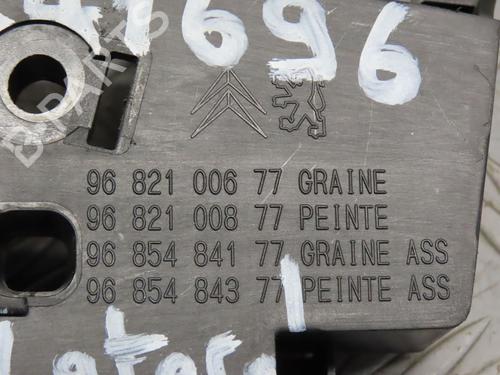 1696
96 821 006 77 GRAINE
96 821 008 77 PEINTE
96 854 841 77 GRAINE ASS
96 854 843 77 PEINTE ASS